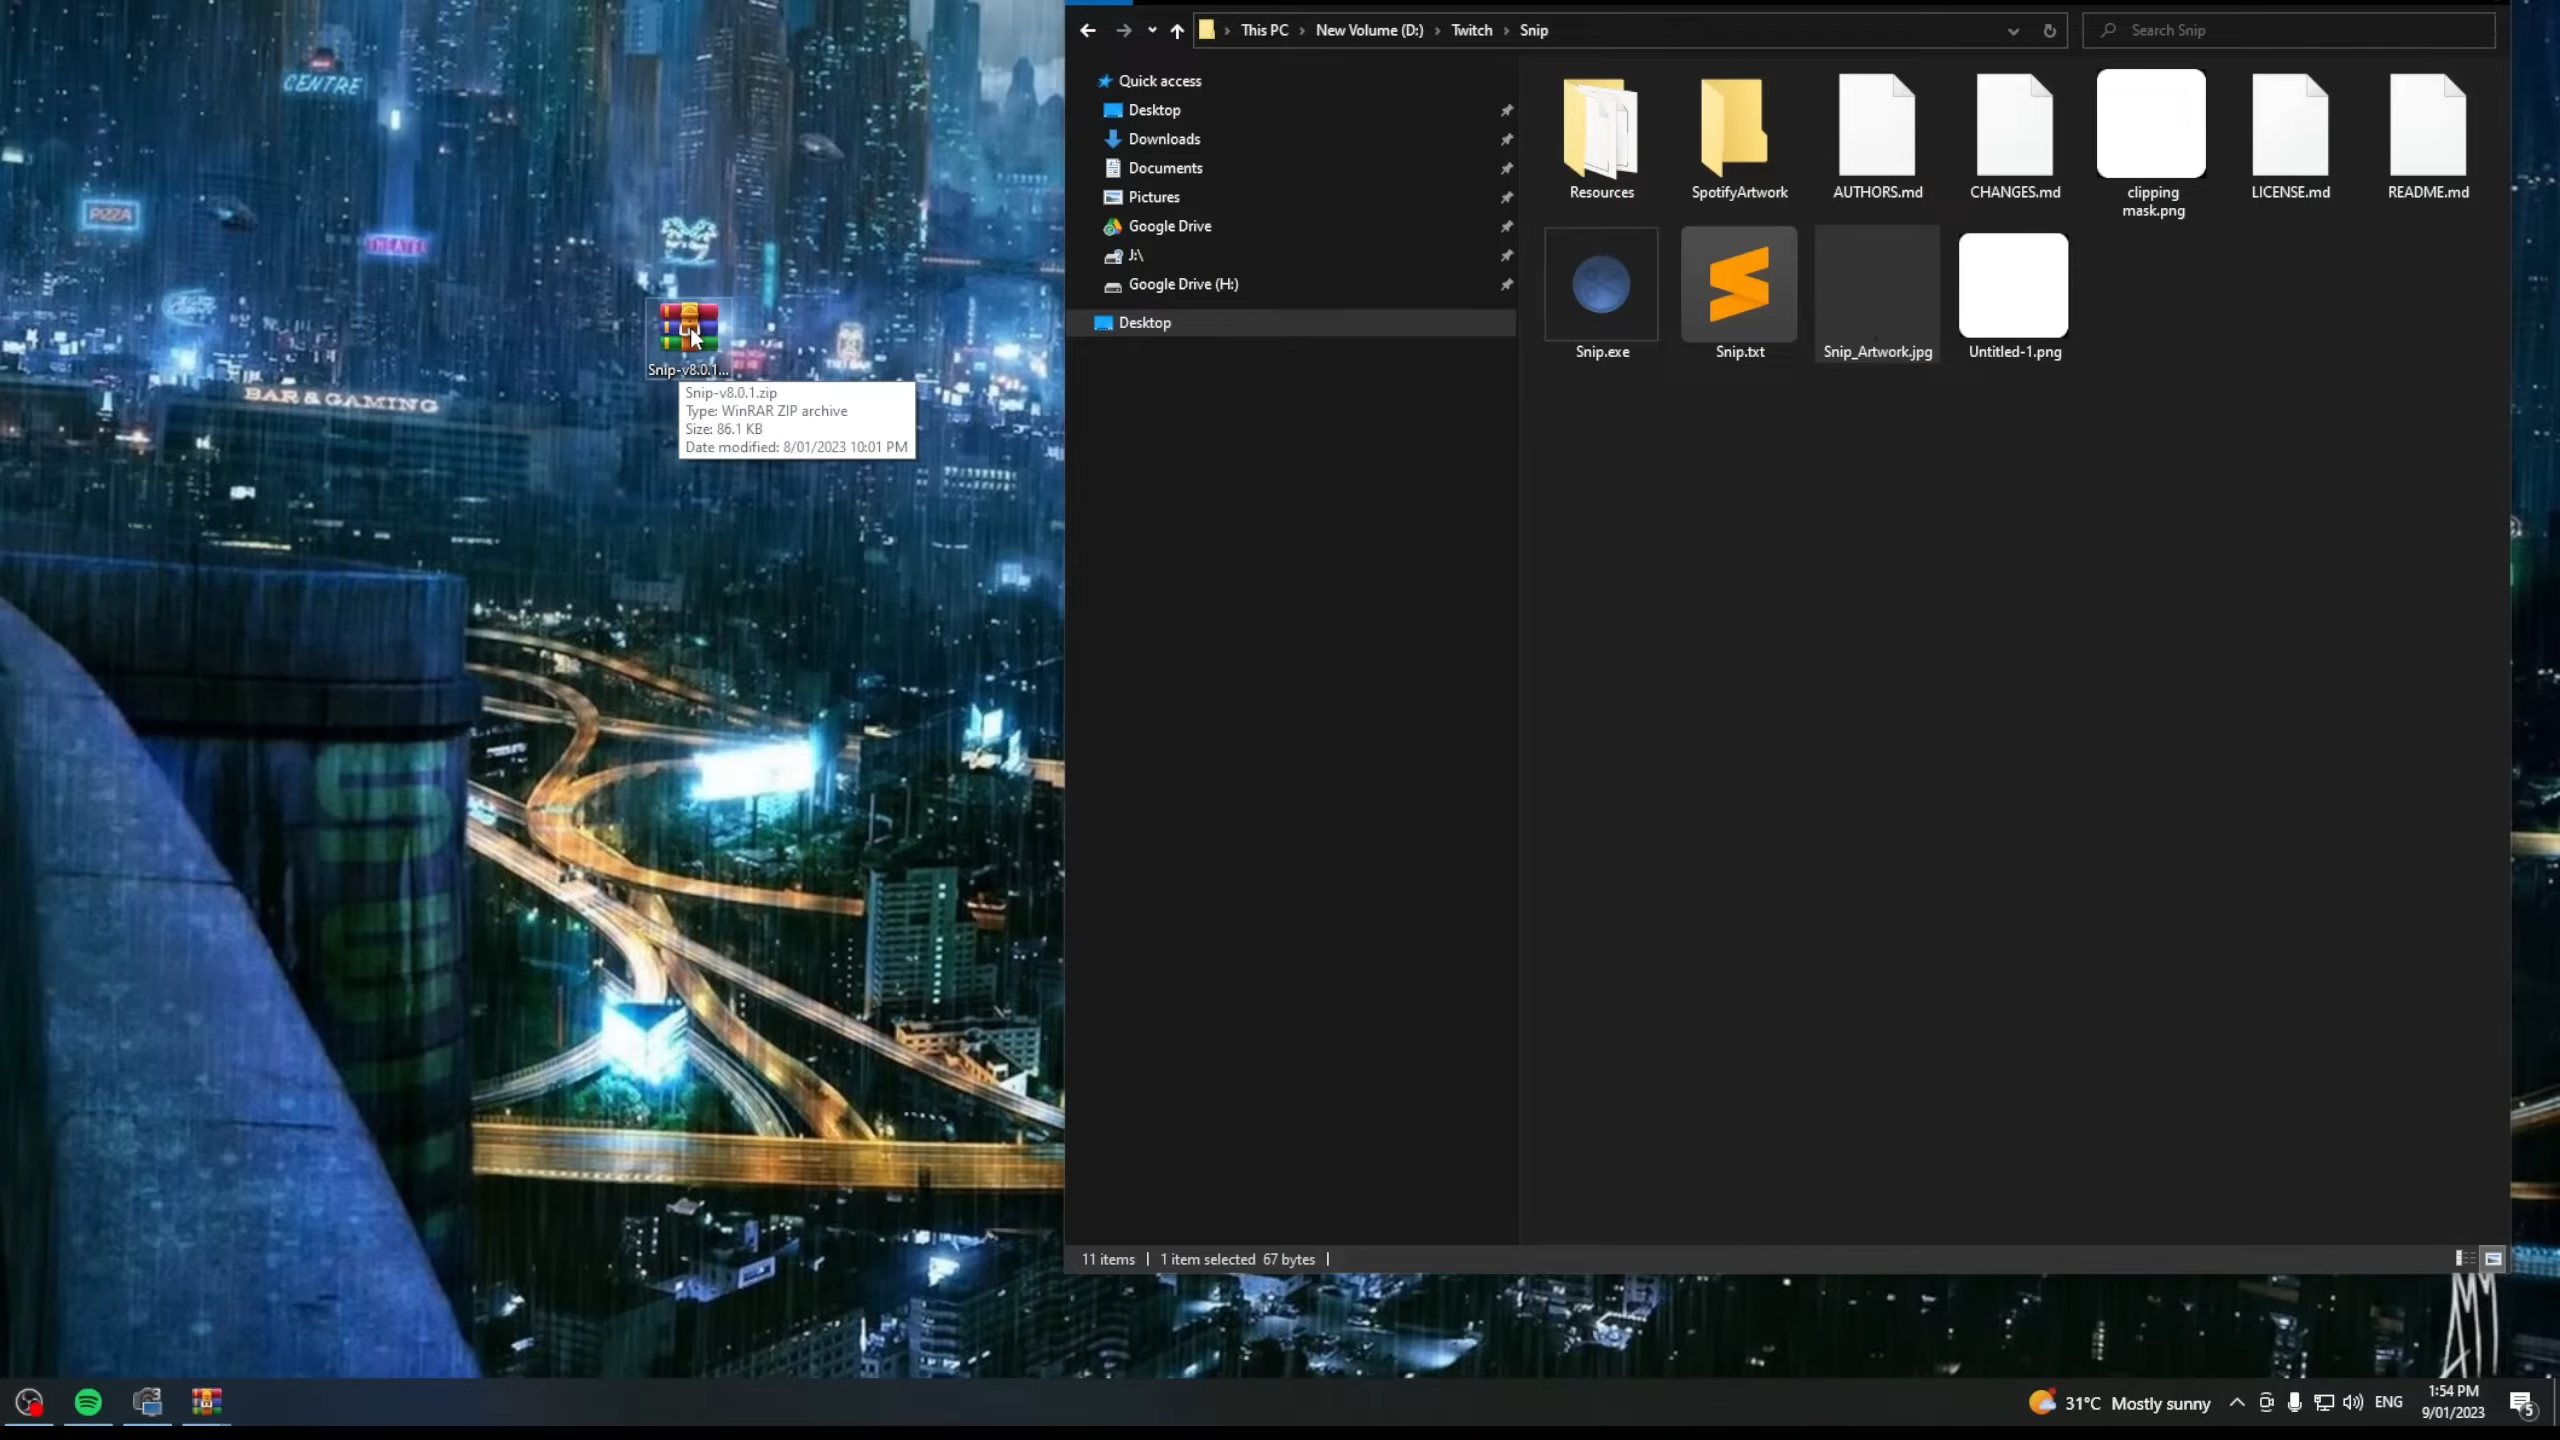 This PC > New Volume (D:) > Twitch > Snip
Search Snip
Quick access
Desktop
Downloads
Documents
Pictures
Google Drive
J:\
Google Drive (H:)
Desktop
Resources
SpotifyArtwork
AUTHORS.md
CHANGES.md
clipping
mask.png
LICENSE.md
README.md
Snip.exe
Snip.txt
Snip_Artwork.jpg
Untitled-1.png
11 items
1 item selected 67 bytes
CENTRE
PIZZA
THEATER
BAR & GAMING
Snip-v8.0.1...
Snip-v8.0.1.zip
Type: WinRAR ZIP archive
Size: 86.1 KB
Date modified: 8/01/2023 10:01 PM
31°C Mostly sunny
ENG
1:54 PM
9/01/2023
5